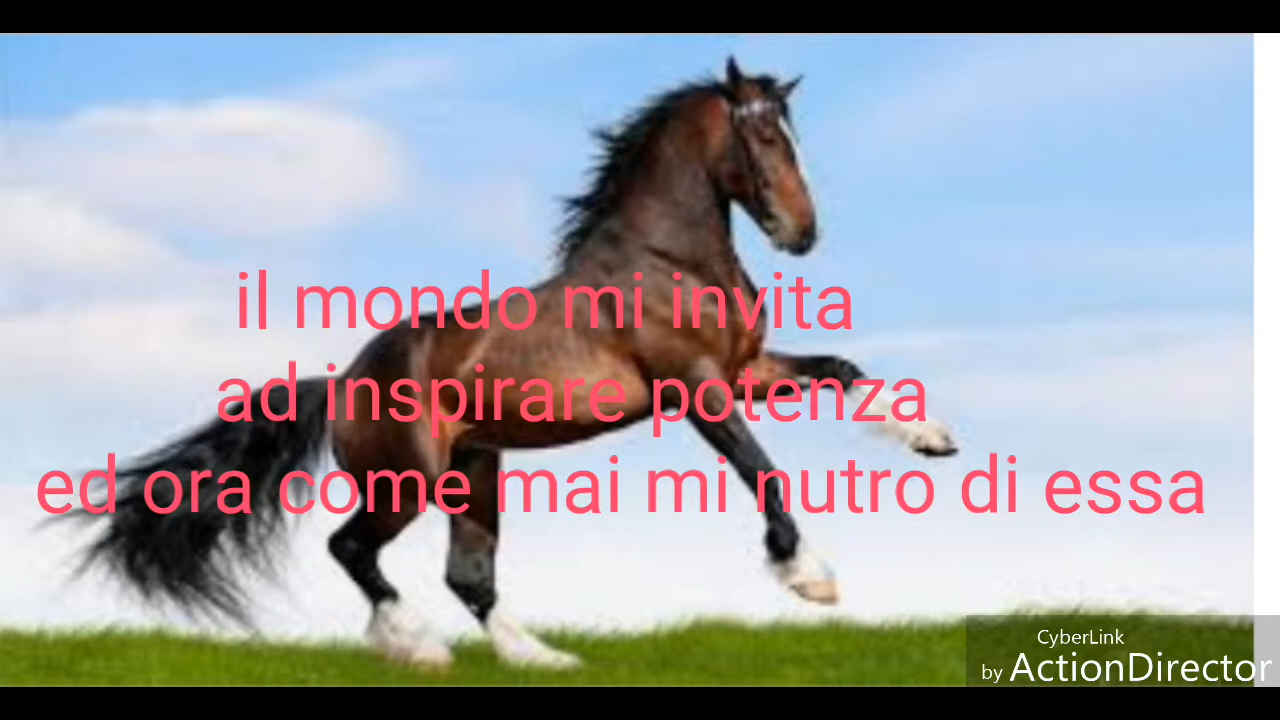 il mondo mi invita
ad inspirare potenza
ed ora come mai mi nutro di essa
CyberLink
by ActionDirector